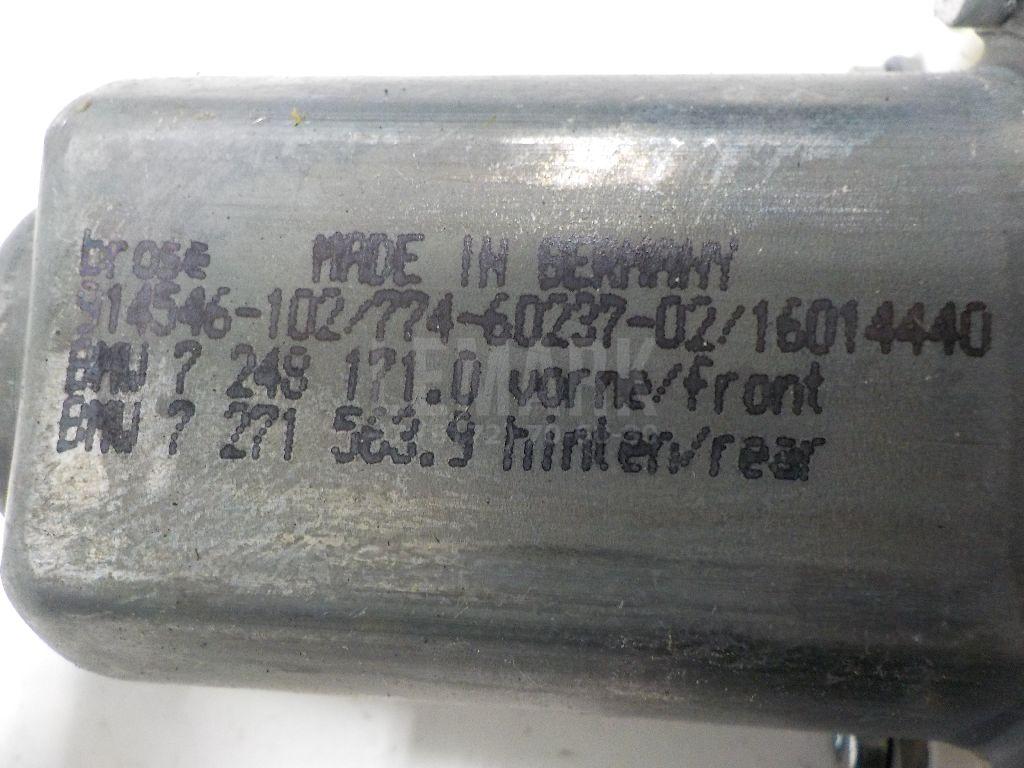 brose MADE IN GERMANY
914546-102/774-60237-02/16014440
BMW 7 248 171.0 vorne/front
BMW 7 271 563.9 hinten/rear